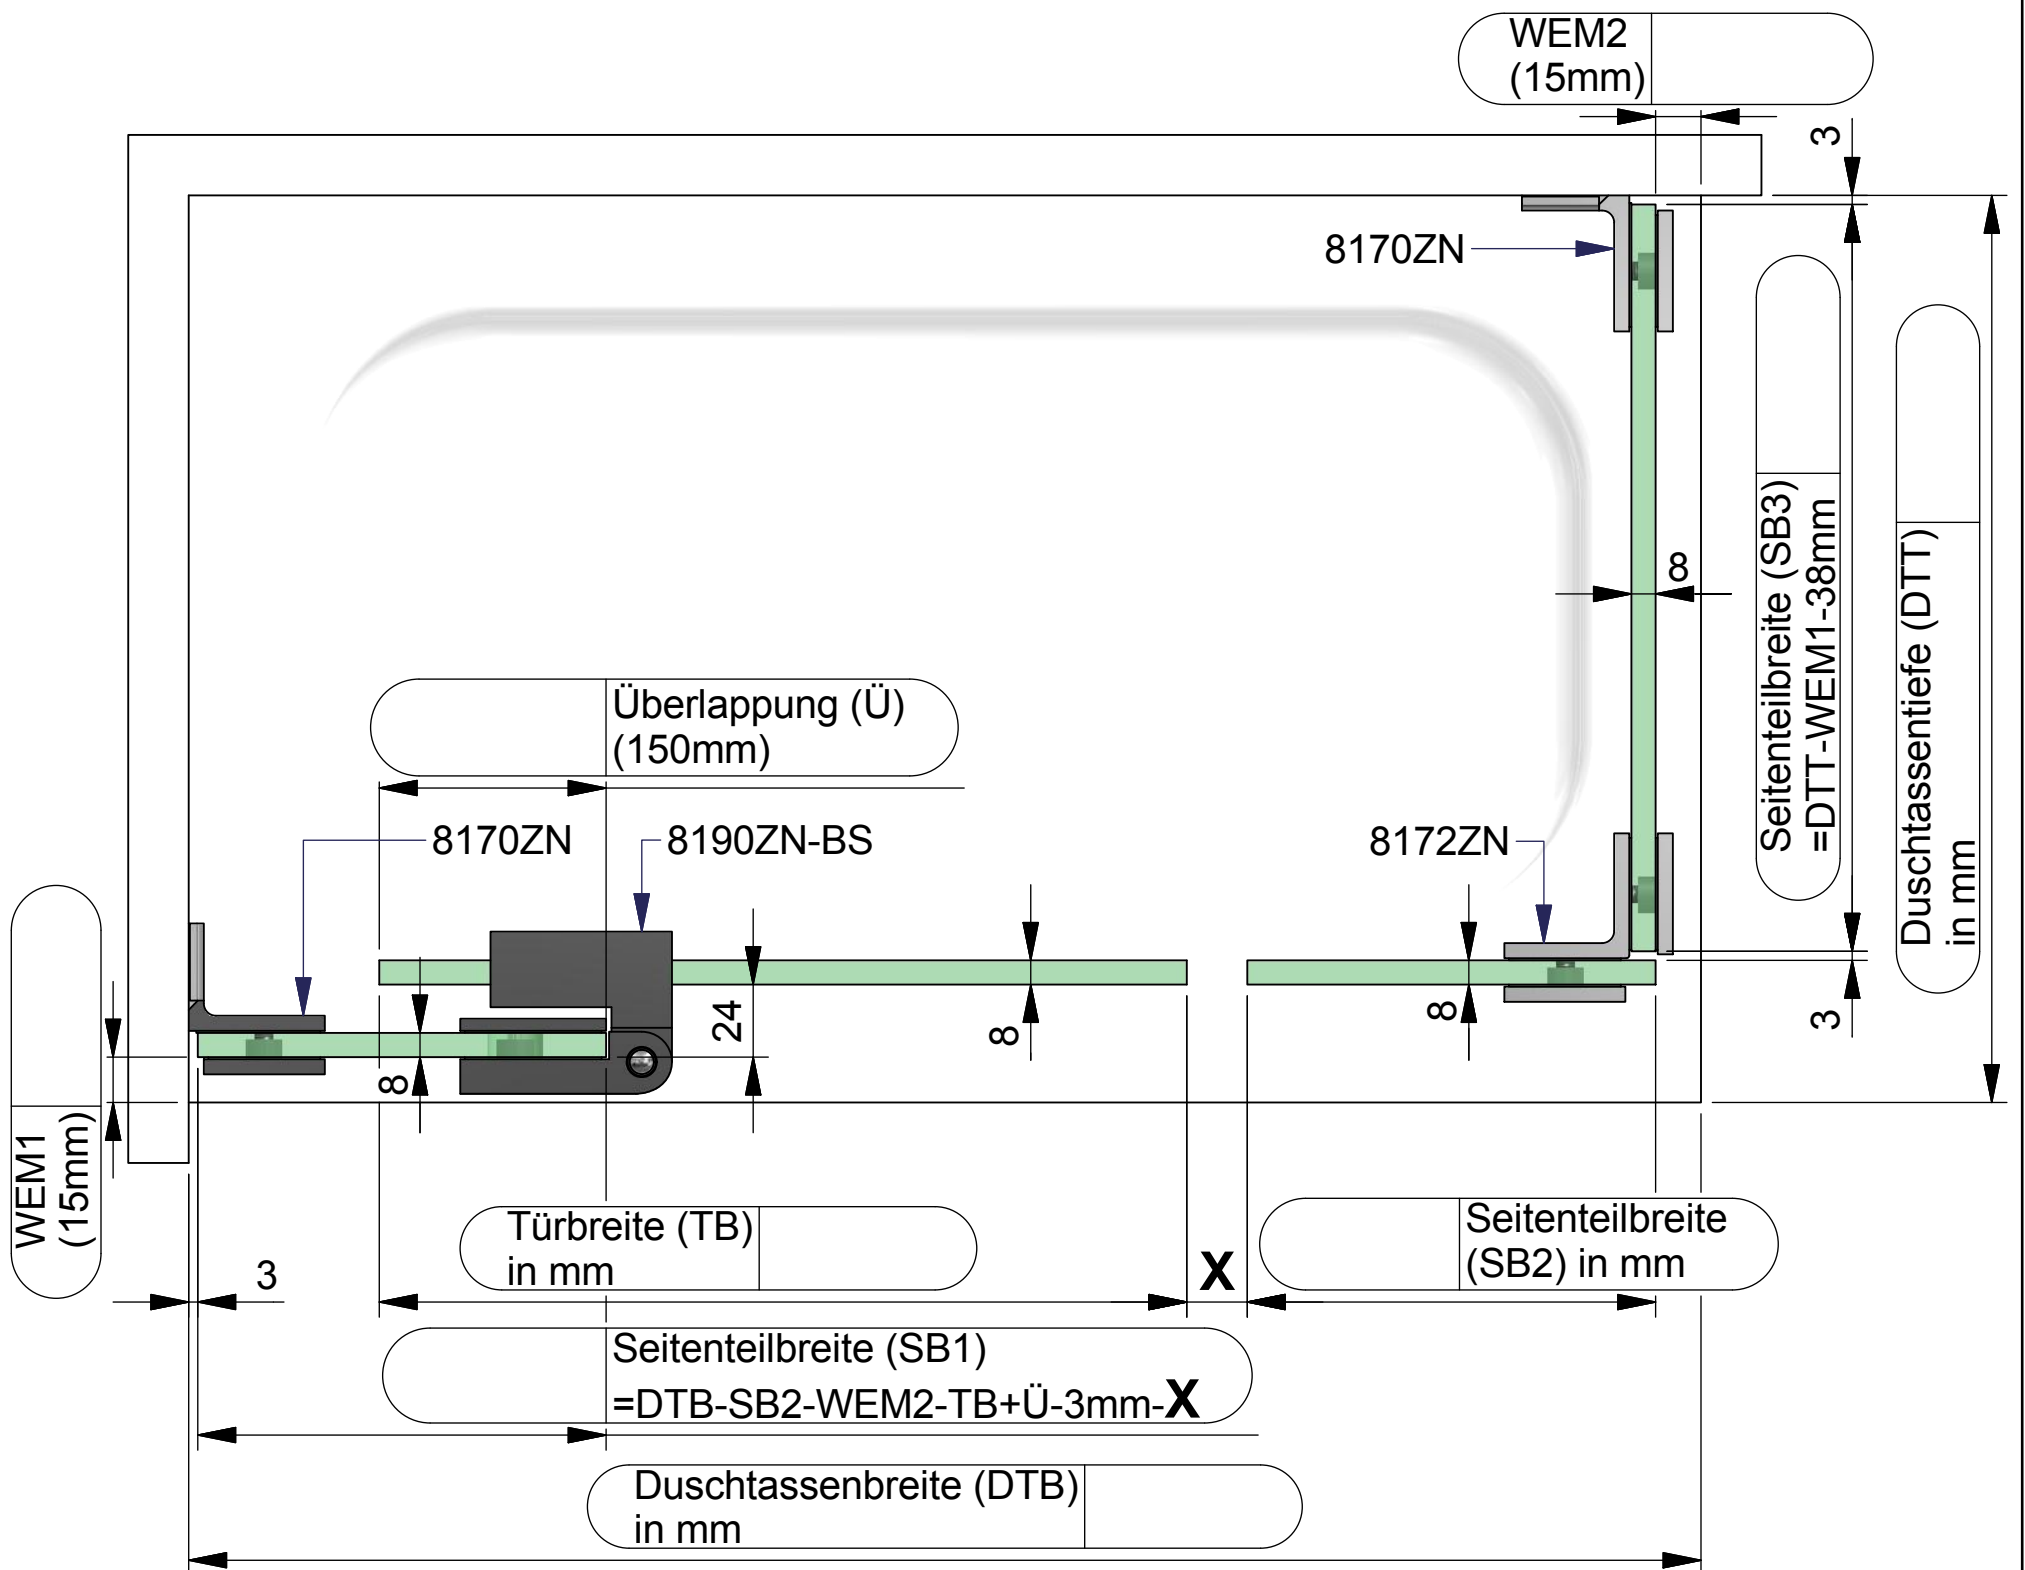 WEM2
(15mm)
3
8170ZN
8
Seitenteilbreite (SB3)
=DTT-WEM1-38mm
Duschtassentiefe (DTT)
in mm
Überlappung (Ü)
(150mm)
8170ZN
8190ZN-BS
8172ZN
24
8
8
8
3
WEM1
(15mm)
3
Türbreite (TB)
in mm
X
Seitenteilbreite
(SB2) in mm
Seitenteilbreite (SB1)
=DTB-SB2-WEM2-TB+Ü-3mm-X
Duschtassenbreite (DTB)
in mm